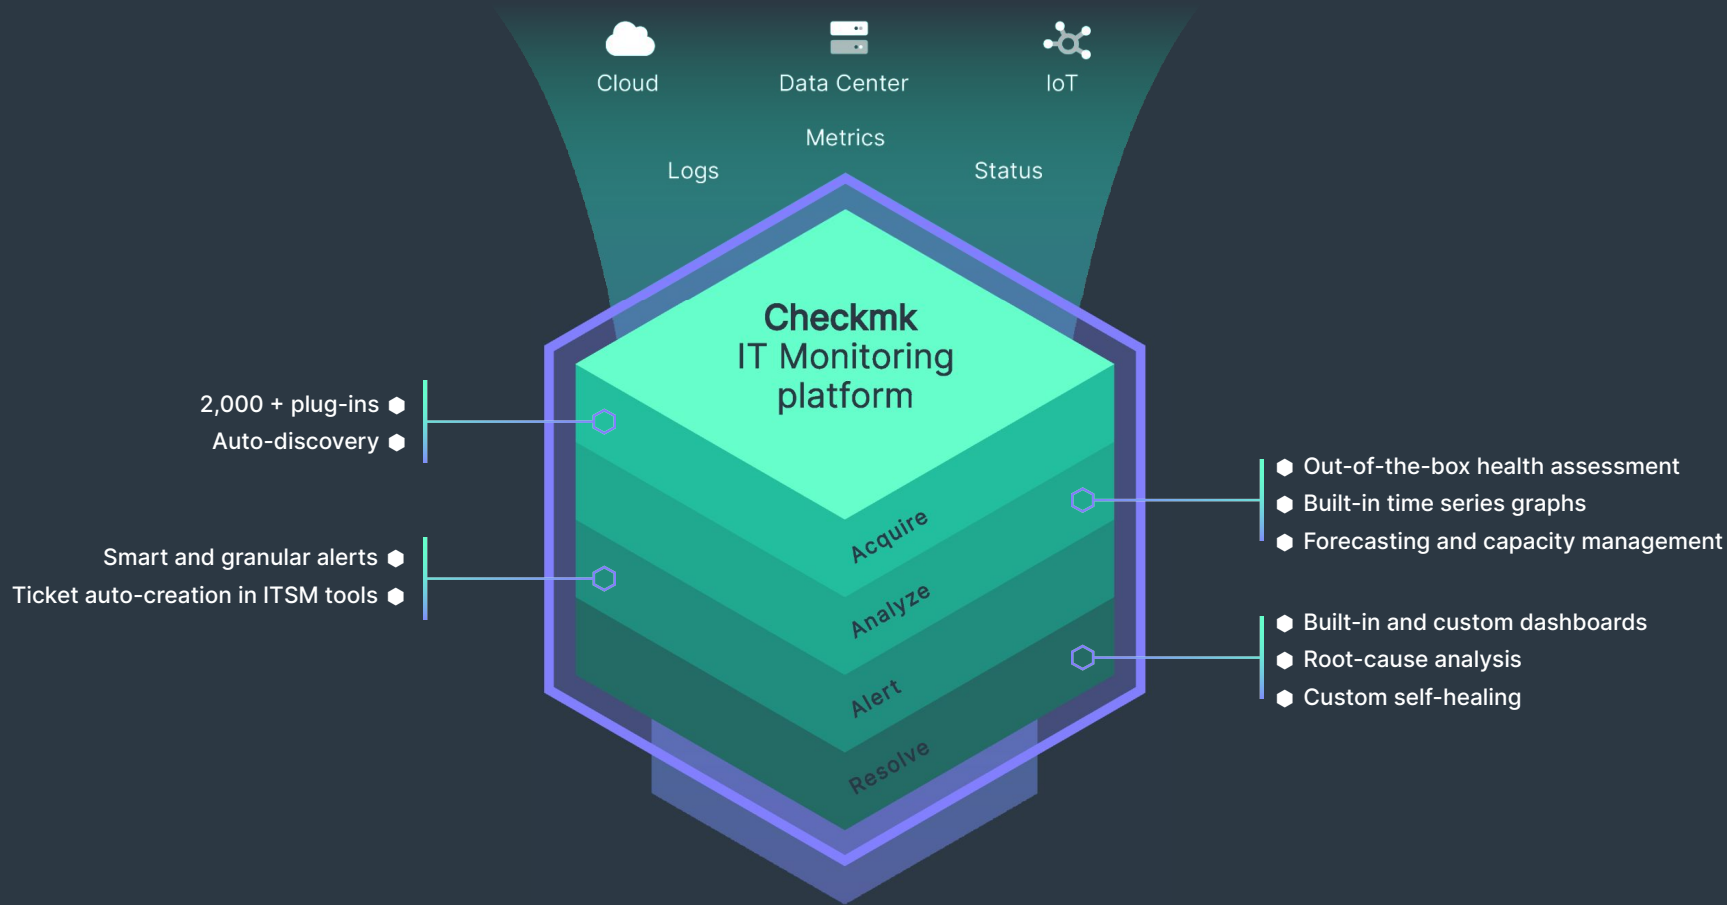 Cloud
Data Center
IoT
Metrics
Logs
Status
Checkmk
IT Monitoring
platform
2,000 + plug-ins
Auto-discovery
Smart and granular alerts
Ticket auto-creation in ITSM tools
Acquire
Analyze
Alert
Resolve
Out-of-the-box health assessment
Built-in time series graphs
Forecasting and capacity management
Built-in and custom dashboards
Root-cause analysis
Custom self-healing